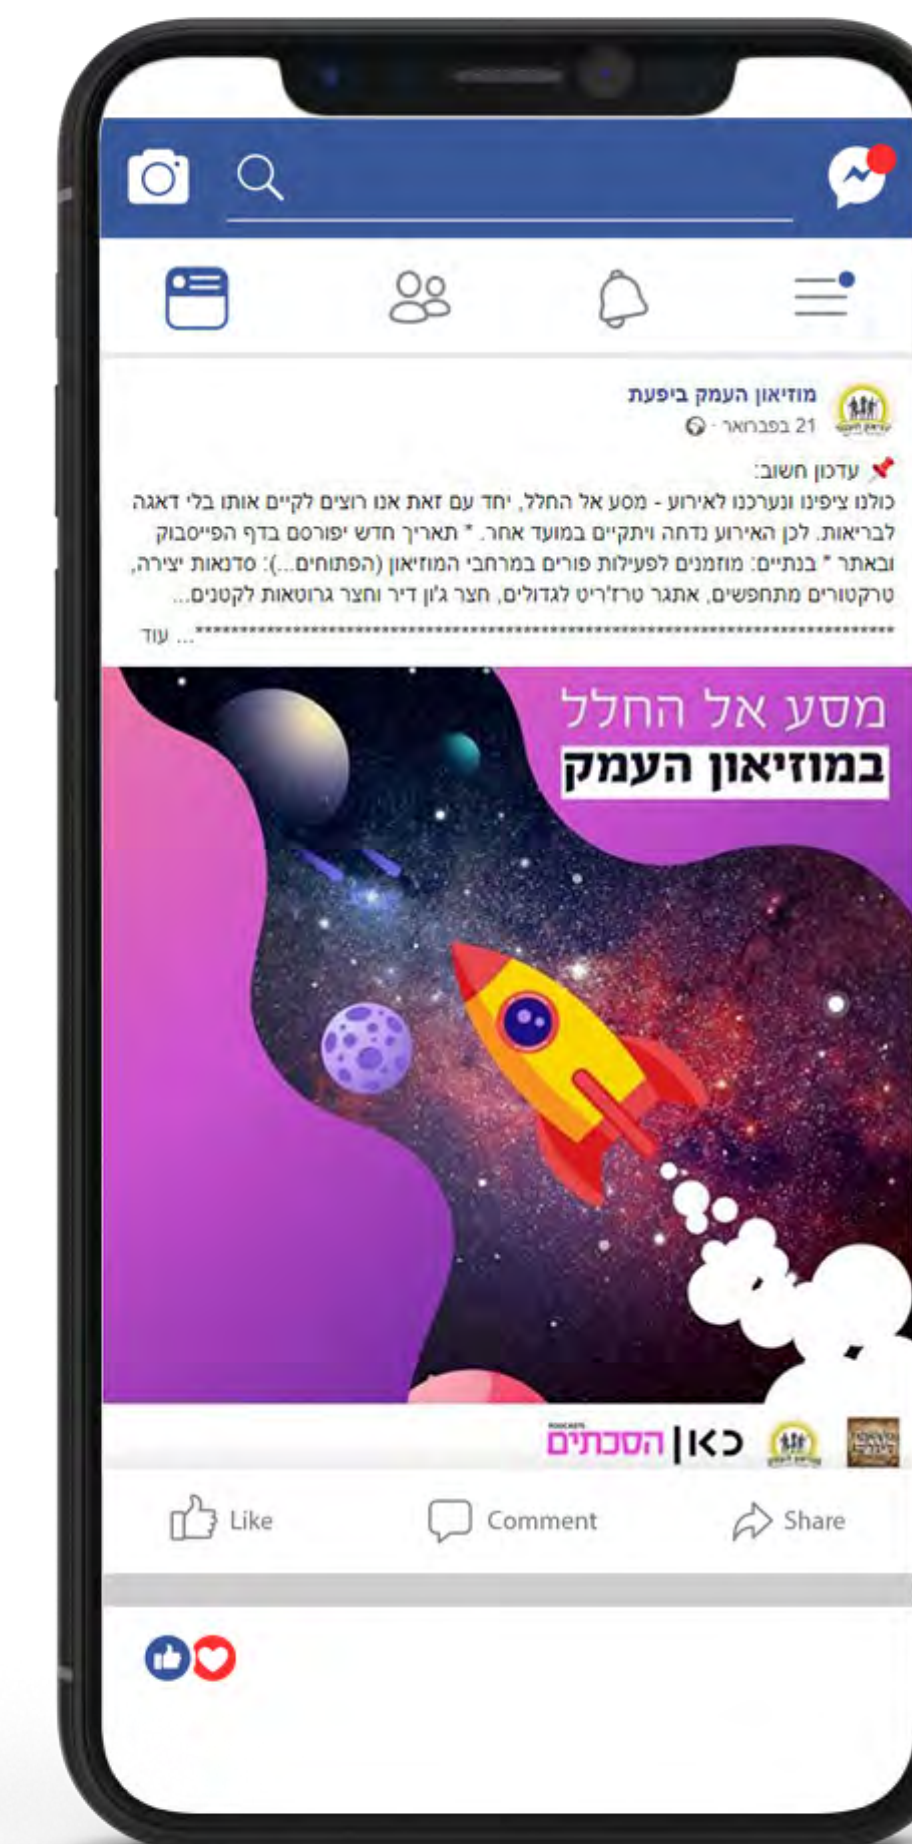 מוזיאון העמק ביפעת
21 בפברואר ·
עדכון חשוב:
כולנו ציפינו ונערכנו לאירוע - מסע אל החלל, יחד עם זאת אנו רוצים לקיים אותו בלי דאגה
לבריאות. לכן האירוע נדחה ויתקיים במועד אחר. * תאריך חדש יפורסם בדף הפייסבוק
ובאתר * בנתיים: מוזמנים לפעילות פורים במרחבי המוזיאון (הפתוחים...): סדנאות יצירה,
טרקטורים מתחפשים, אתגר טרז'ריט לגדולים, חצר ג'ון דיר וחצר גרוטאות לקטנים...
********************************************************************************... עוד
מסע אל החלל
במוזיאון העמק
כאן | הסכתים
PODCASTS
Like
Comment
Share